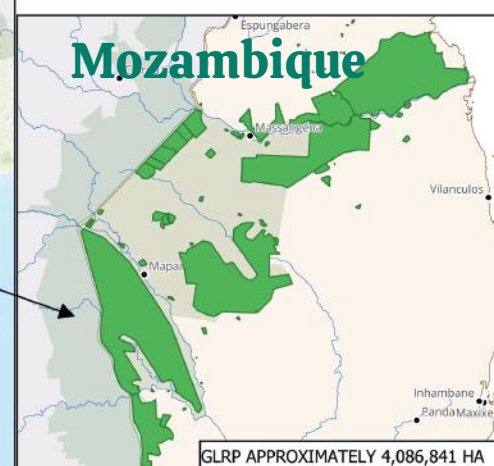 Espungabera
Mozambique
Massangena
Vilanculos
Mapai
Inhambane
Panda Maxixe
GLRP APPROXIMATELY 4,086,841 HA